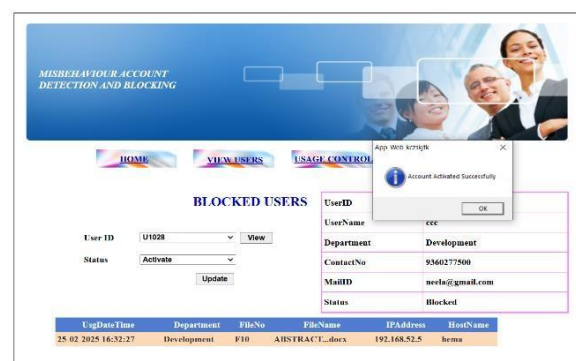 MISBEHAVIOUR ACCOUNT
DETECTION AND BLOCKING
HOME VIEW USERS USAGE CONTROL
App_Web_kczsigtk
Account Activated Successfully
OK
BLOCKED USERS
UserID
UserName ccc
Department Development
ContactNo 9360277500
MailID neela@gmail.com
Status Blocked
User ID U1028 View
Status Activate
Update
UsgDateTime Department FileNo FileName IPAddress HostName
25 02 2025 16:32:27 Development F10 ABSTRACT...docx 192.168.52.5 hema